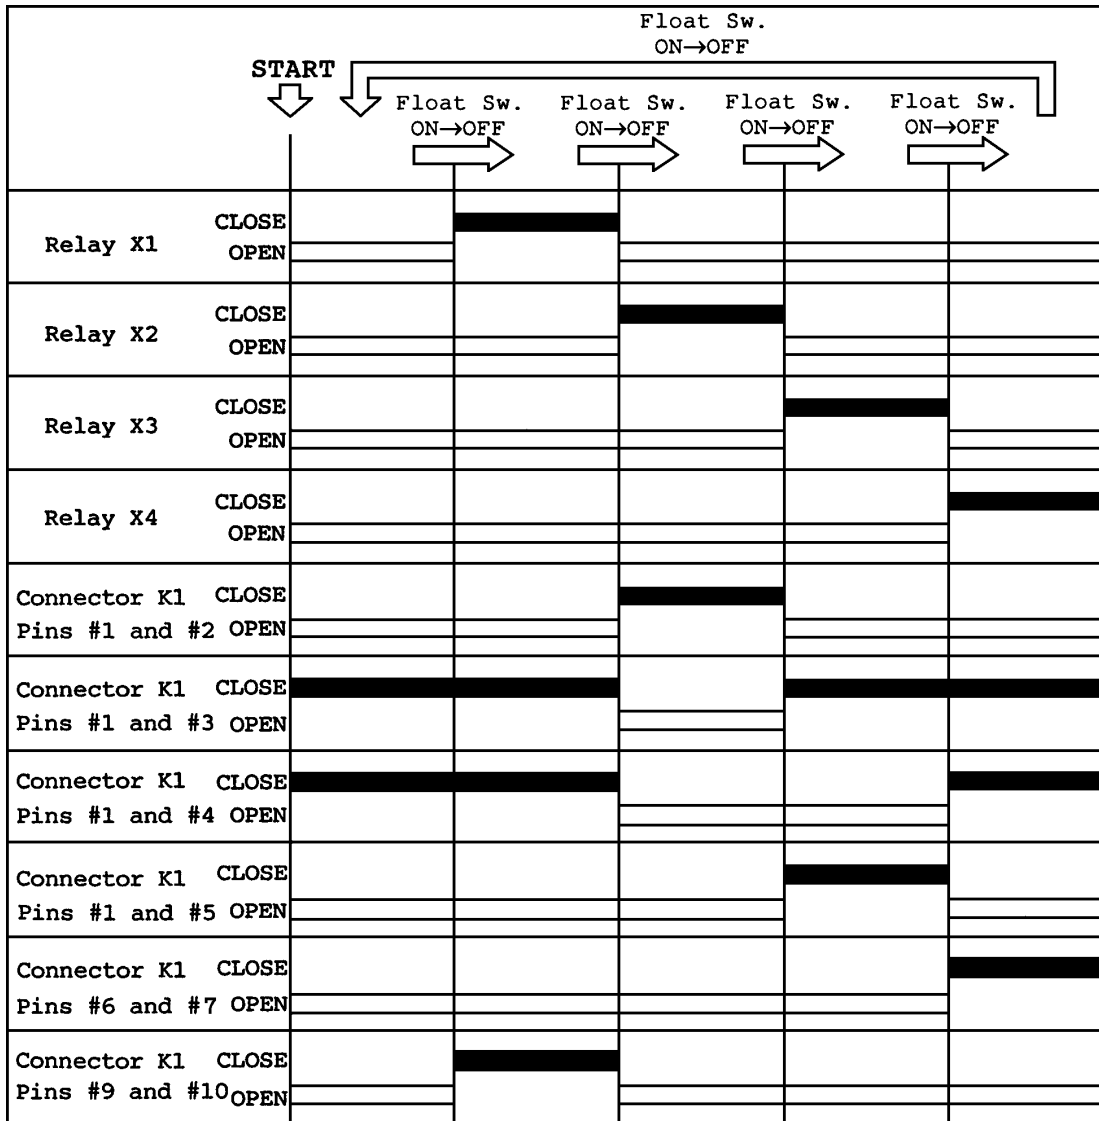 Float Sw.
ON→OFF
START
Float Sw. Float Sw. Float Sw. Float Sw.
ON→OFF ON→OFF ON→OFF ON→OFF
CLOSE
Relay X1
OPEN
CLOSE
Relay X2
OPEN
CLOSE
Relay X3
OPEN
CLOSE
Relay X4
OPEN
Connector K1 CLOSE
Pins #1 and #2 OPEN
Connector K1 CLOSE
Pins #1 and #3 OPEN
Connector K1 CLOSE
Pins #1 and #4 OPEN
Connector K1 CLOSE
Pins #1 and #5 OPEN
Connector K1 CLOSE
Pins #6 and #7 OPEN
Connector K1 CLOSE
Pins #9 and #10 OPEN